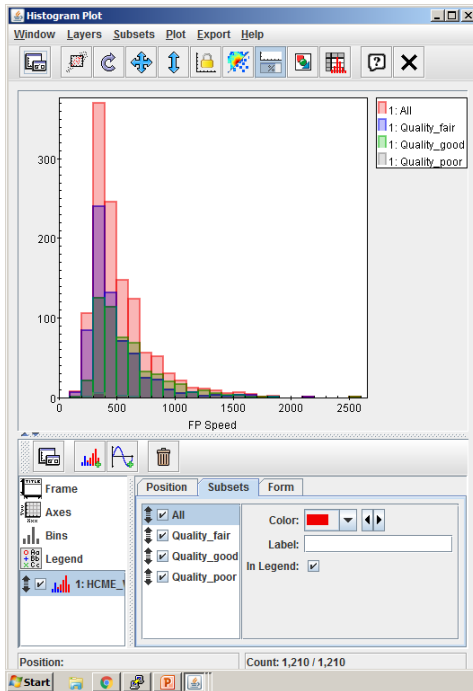 Histogram Plot
Window Layers Subsets Plot Export Help
1: All
1: Quality_fair
1: Quality_good
1: Quality_poor
300
200
100
0
0 500 1000 1500 2000 2500
FP Speed
Position Subsets Form
Frame
Axes
Bins
Legend
1: HCME_
All
Quality_fair
Quality_good
Quality_poor
Color:
Label:
In Legend:
Position:
Count: 1,210 / 1,210
Start